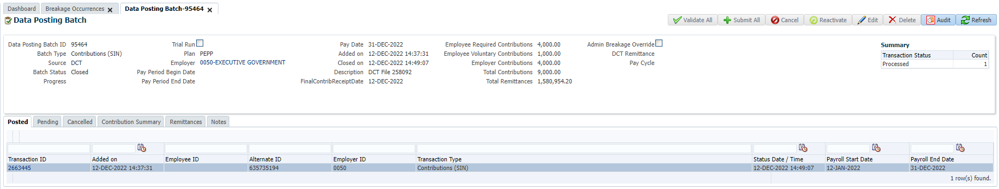 Dashboard
Breakage Occurrences
Data Posting Batch-95464
Data Posting Batch
Validate All
Submit All
Cancel
Reactivate
Edit
Delete
Audit
Refresh
Data Posting Batch ID 95464
Batch Type Contributions (SIN)
Source DCT
Batch Status Closed
Progress
Trial Run
Plan PEPP
Employer 0050-EXECUTIVE GOVERNMENT
Pay Period Begin Date
Pay Period End Date
Pay Date 31-DEC-2022
Added on 12-DEC-2022 14:37:31
Closed on 12-DEC-2022 14:49:07
Description DCT File 258092
FinalContribReceiptDate 12-DEC-2022
Employee Required Contributions 4,000.00
Employee Voluntary Contributions 1,000.00
Employer Contributions 4,000.00
Total Contributions 9,000.00
Total Remittances 1,580,954.20
Admin Breakage Override
DCT Remittance
Pay Cycle
Summary
Transaction Status Count
Processed 1
Posted
Pending
Cancelled
Contribution Summary
Remittances
Notes
Transaction ID Added on Employee ID Alternate ID Employer ID Transaction Type Status Date / Time Payroll Start Date Payroll End Date
2663445 12-DEC-2022 14:37:31 635735194 0050 Contributions (SIN) 12-DEC-2022 14:49:07 12-JAN-2022 31-DEC-2022
1 row(s) found.